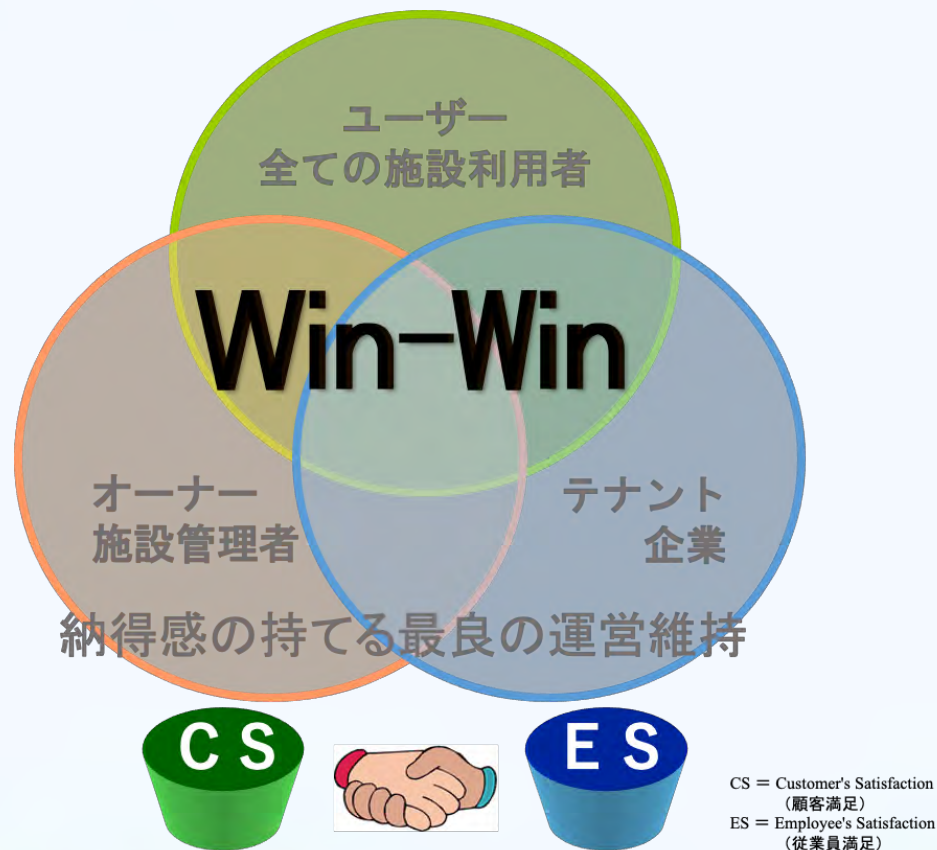 ユーザー
全ての施設利用者
Win-Win
オーナー
施設管理者
テナント
企業
納得感の持てる最良の運営維持
CS
ES
CS = Customer's Satisfaction
(顧客満足)
ES = Employee's Satisfaction
(従業員満足)